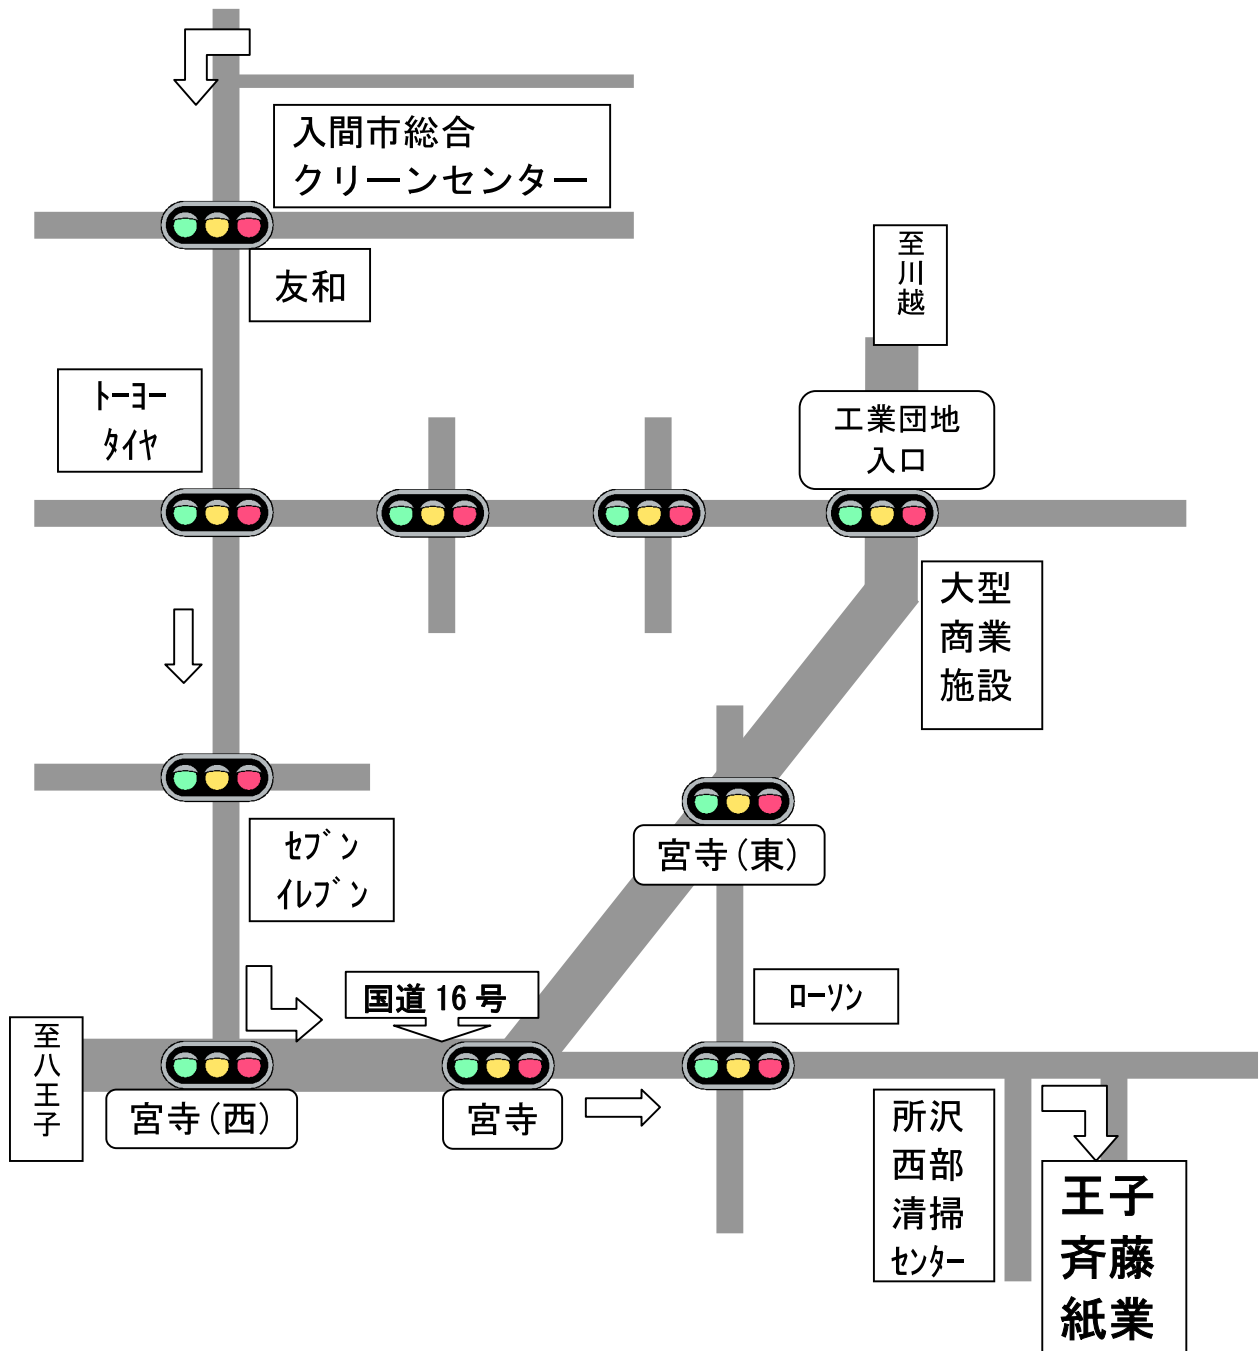 入間市総合
クリーンセンター
友和
至川越
ﾄｰﾖｰ
ﾀｲﾔ
工業団地
入口
大型
商業
施設
ｾﾌﾞﾝ
ｲﾚﾌﾞﾝ
宮寺(東)
国道 16 号
ﾛｰｿﾝ
至八王子
宮寺(西)
宮寺
所沢
西部
清掃
ｾﾝﾀｰ
王子
斉藤
紙業